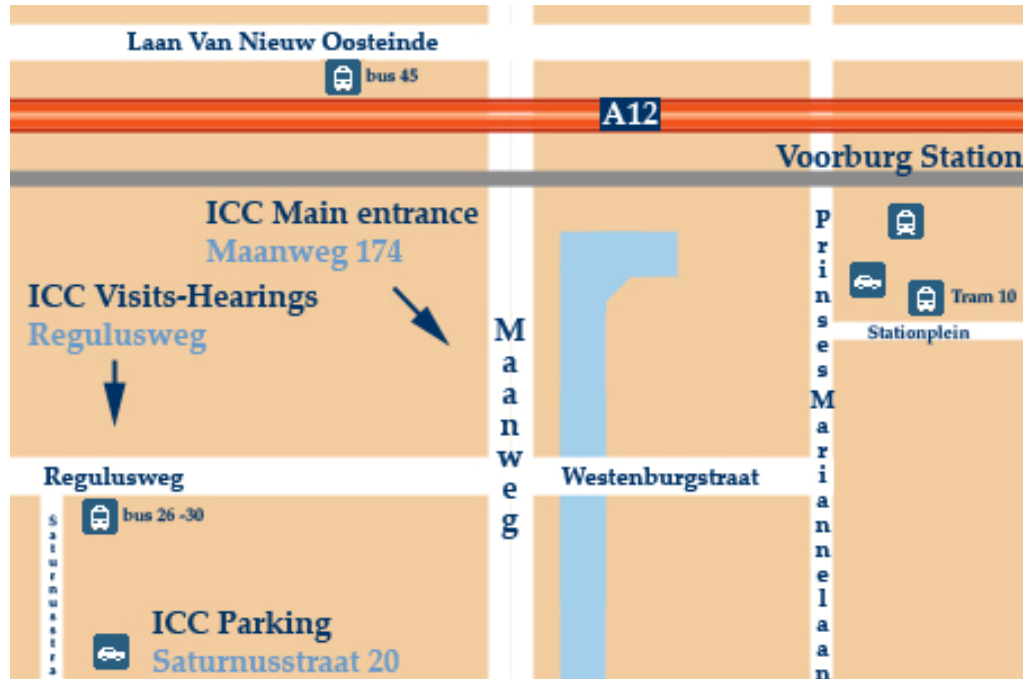 Laan Van Nieuw Oosteinde
bus 45
A12
Voorburg Station
ICC Main entrance
Maanweg 174
ICC Visits-Hearings
Regulusweg
Maanweg
Prinses Mariannelaan
Tram 10
Stationplein
Regulusweg
Westenburgstraat
bus 26 -30
Saturnusstra
ICC Parking
Saturnusstraat 20